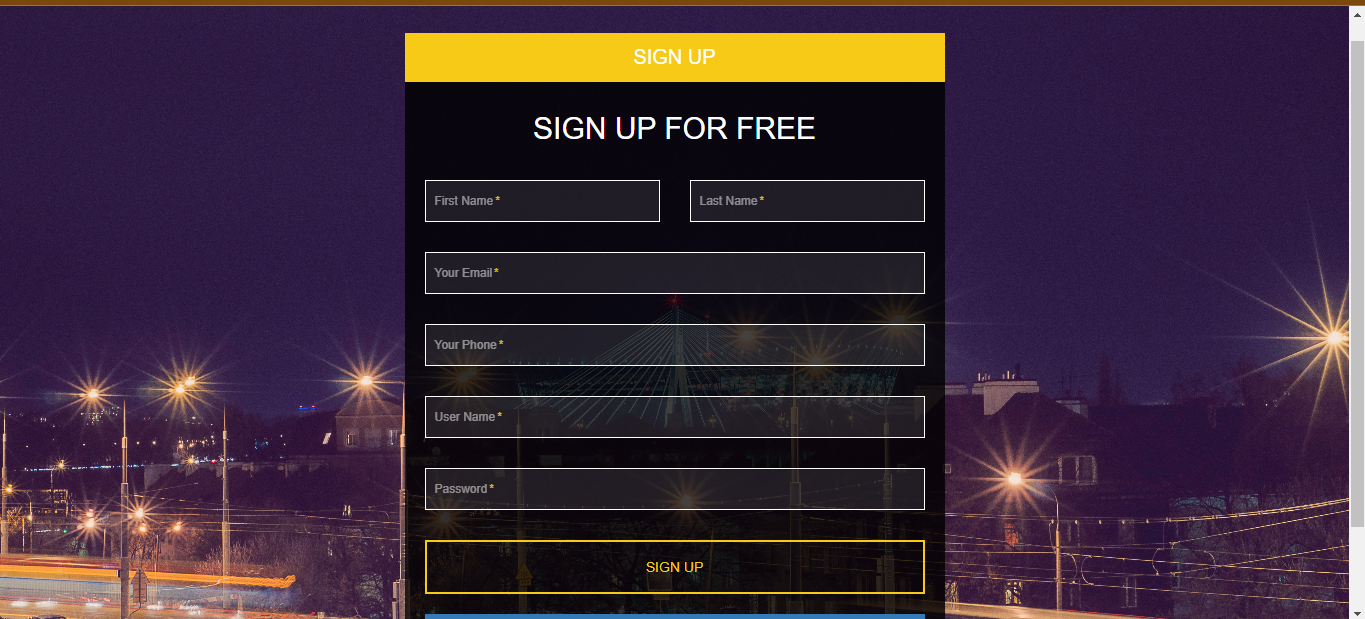 SIGN UP
SIGN UP FOR FREE
First Name* Last Name*
Your Email*
Your Phone*
User Name*
Password*
SIGN UP